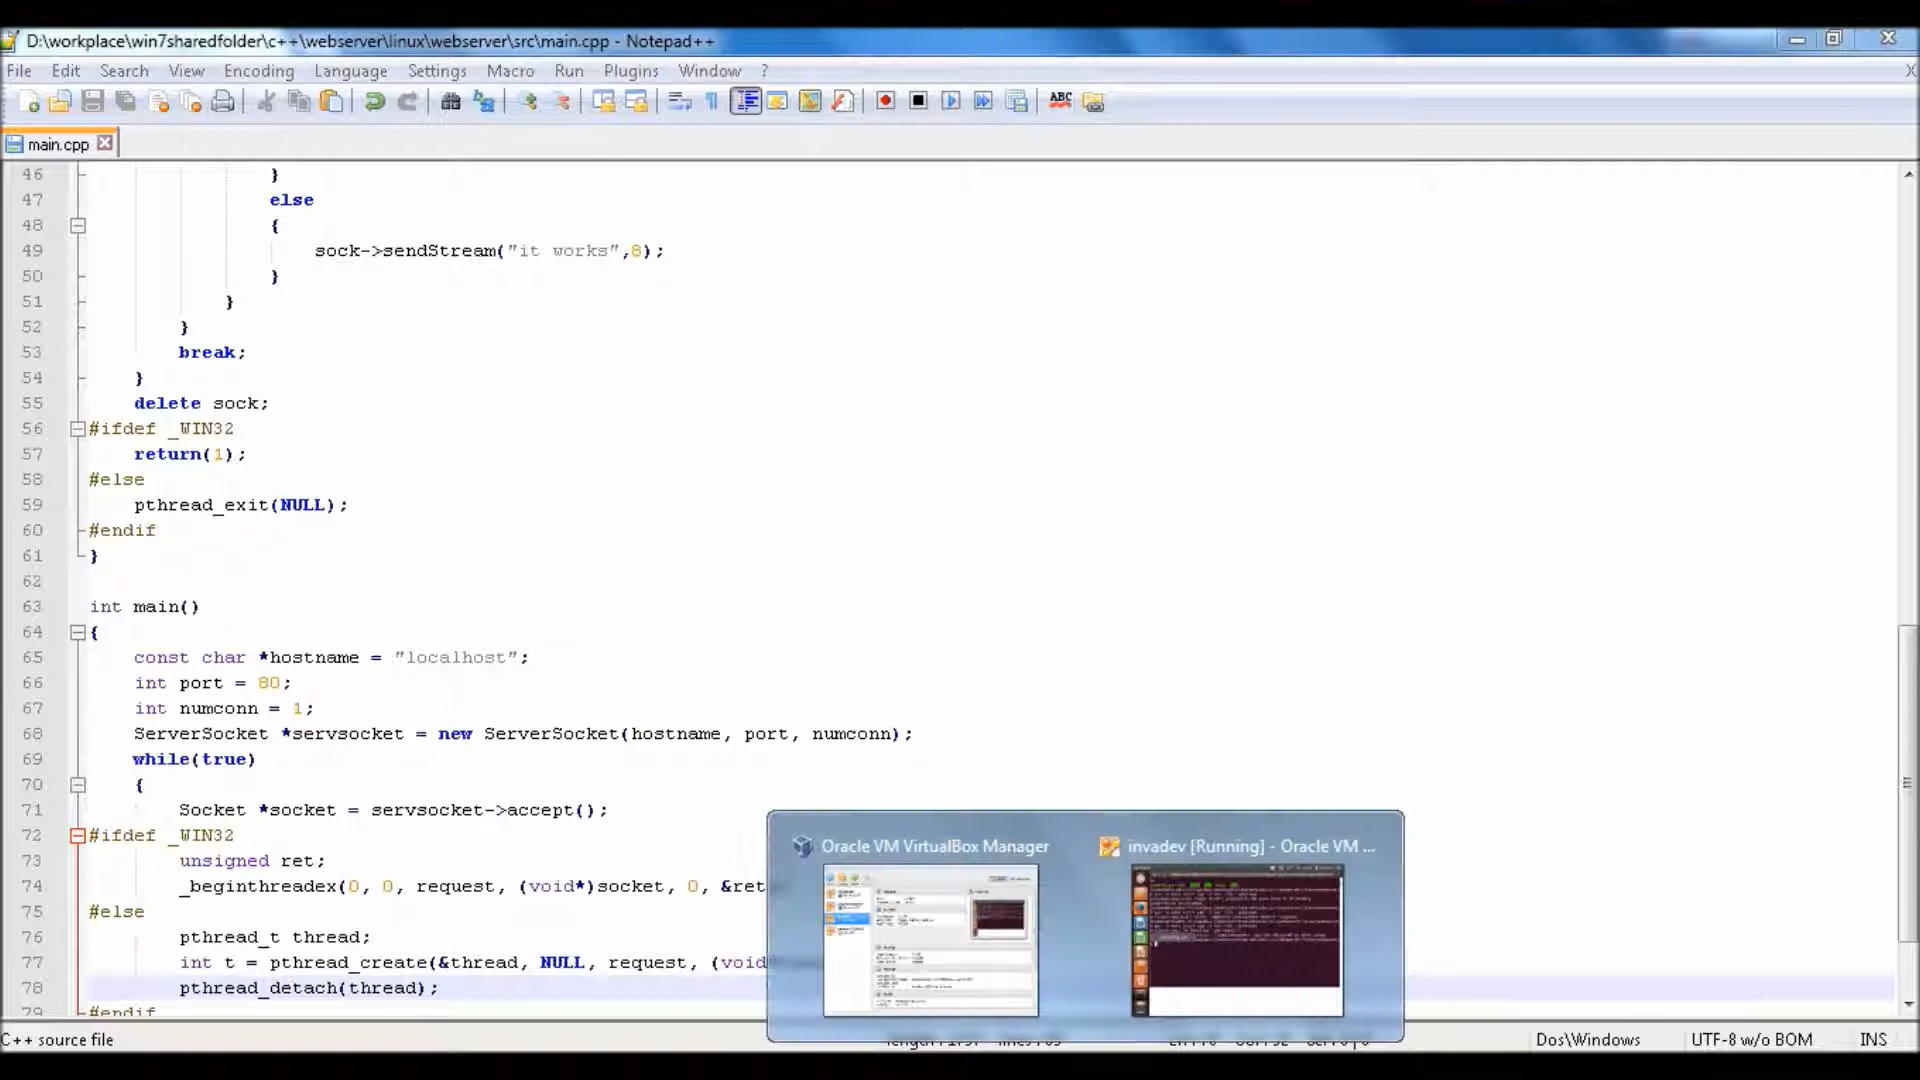 D:\workplace\win7sharedfolder\c++\webserver\linux\webserver\src\main.cpp - Notepad++
File Edit Search View Encoding Language Settings Macro Run Plugins Window ? X
ABC
main.cpp
46 }
47 else
48 {
49 sock->sendStream("it works",8);
50 }
51 }
52 }
53 break;
54 }
55 delete sock;
56 #ifdef _WIN32
57 return(1);
58 #else
59 pthread_exit(NULL);
60 #endif
61 }
62
63 int main()
64 {
65 const char *hostname = "localhost";
66 int port = 80;
67 int numconn = 1;
68 ServerSocket *servsocket = new ServerSocket(hostname, port, numconn);
69 while(true)
70 {
71 Socket *socket = servsocket->accept();
72 #ifdef _WIN32
73 unsigned ret;
74 _beginthreadex(0, 0, request, (void*)socket, 0, &ret
75 #else
76 pthread_t thread;
77 int t = pthread_create(&thread, NULL, request, (void
78 pthread_detach(thread);
79 #endif
Oracle VM VirtualBox Manager
invadev [Running] - Oracle VM ...
C++ source file
Dos\Windows UTF-8 w/o BOM INS